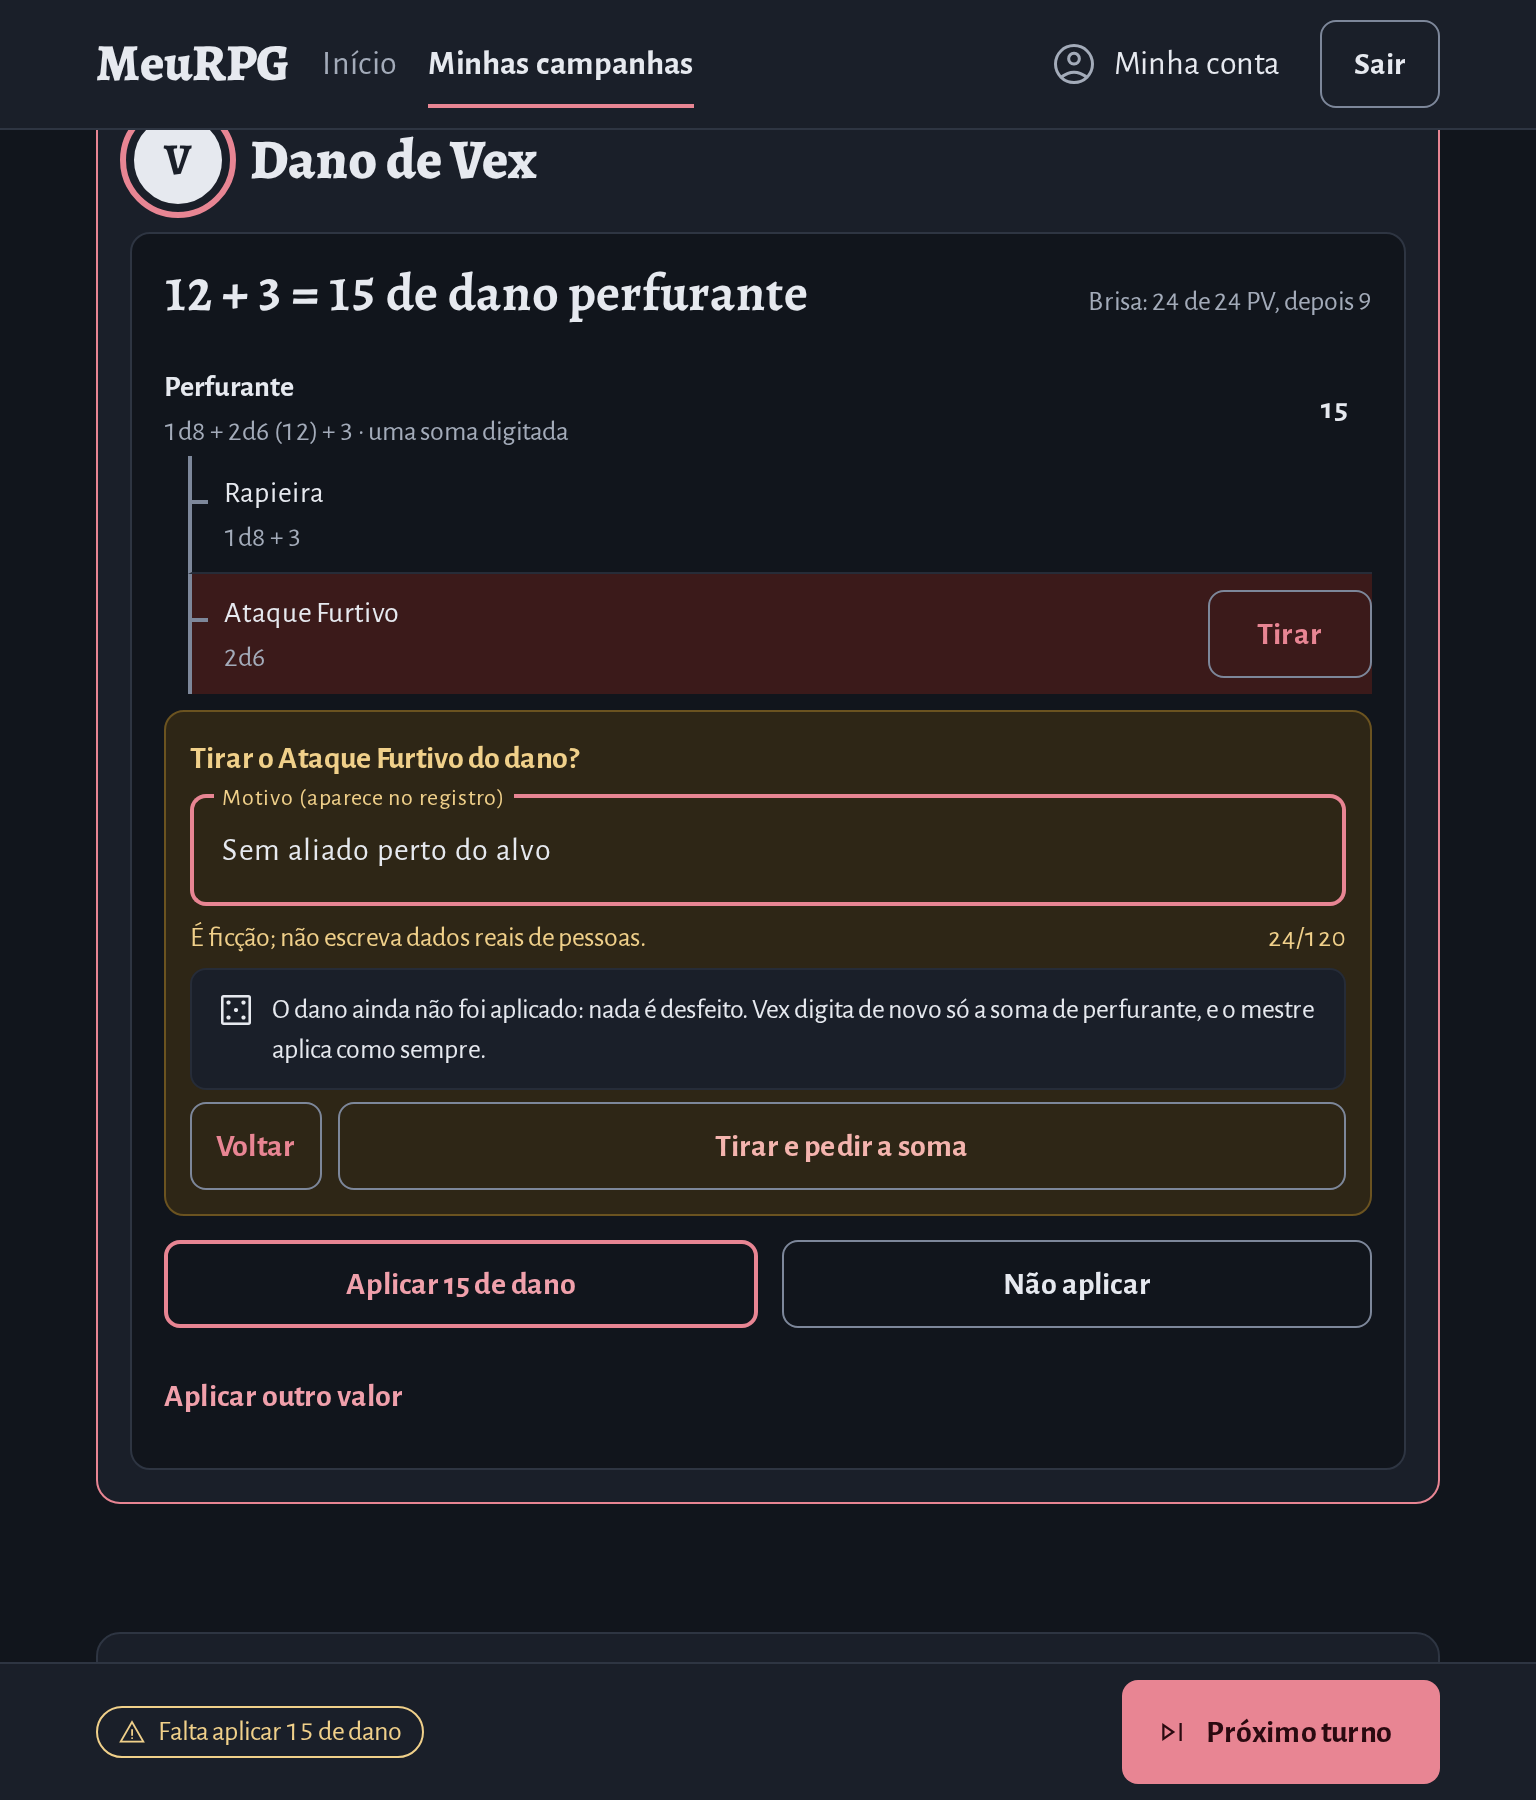 MeuRPG Início Minhas campanhas Minha conta Sair
V Dano de Vex
12 + 3 = 15 de dano perfurante
Brisa: 24 de 24 PV, depois 9
Perfurante
15
1d8 + 2d6 (12) + 3 · uma soma digitada
Rapieira
1d8 + 3
Ataque Furtivo
2d6
Tirar
Tirar o Ataque Furtivo do dano?
Motivo (aparece no registro)
Sem aliado perto do alvo
É ficção; não escreva dados reais de pessoas.
24/120
O dano ainda não foi aplicado: nada é desfeito. Vex digita de novo só a soma de perfurante, e o mestre
aplica como sempre.
Voltar
Tirar e pedir a soma
Aplicar 15 de dano
Não aplicar
Aplicar outro valor
Falta aplicar 15 de dano
Próximo turno